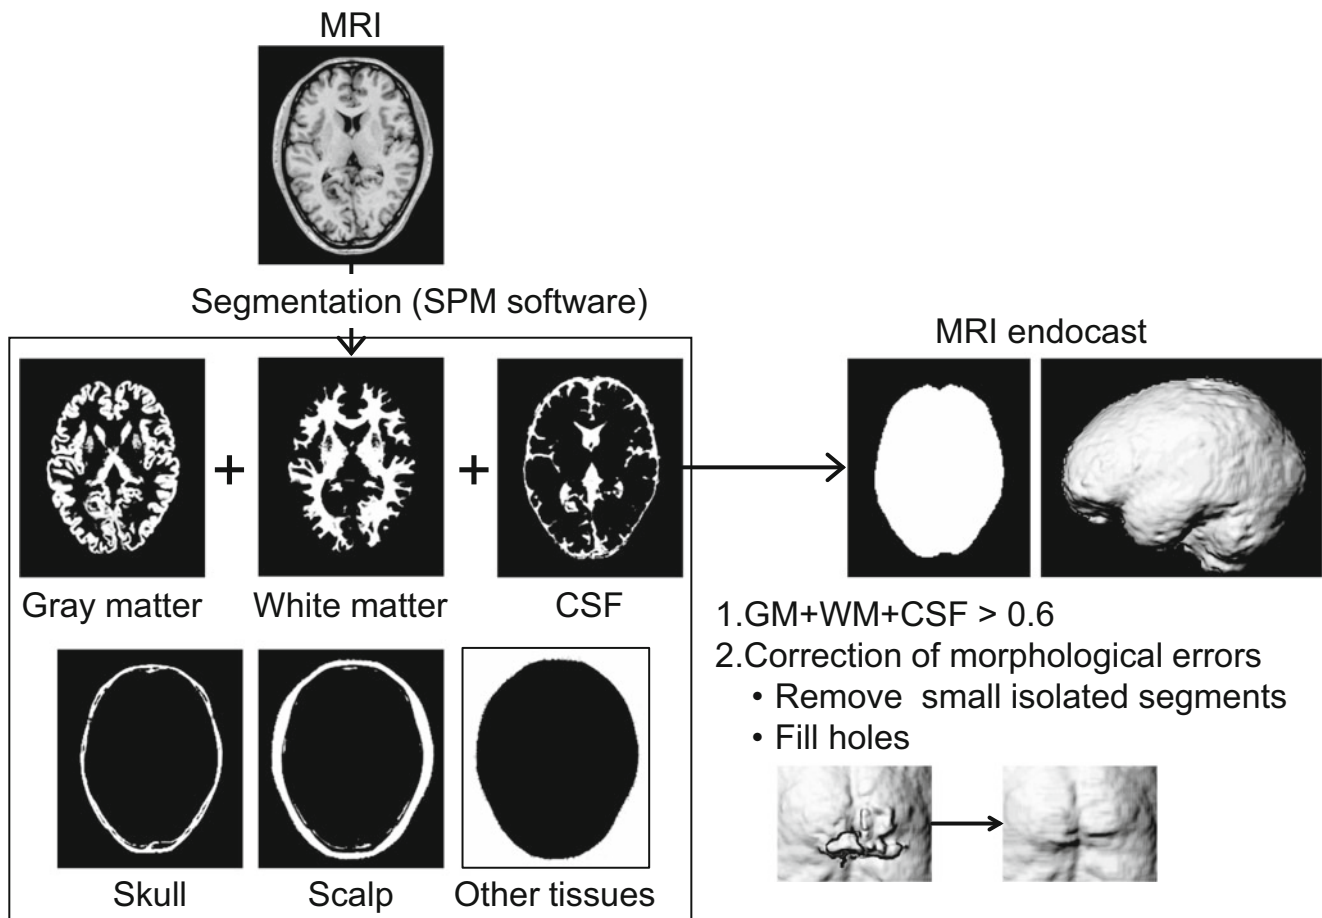 MRI
Segmentation (SPM software)
MRI endocast
+ +
Gray matter White matter CSF
1.GM+WM+CSF > 0.6
2.Correction of morphological errors
• Remove small isolated segments
• Fill holes
Skull Scalp Other tissues